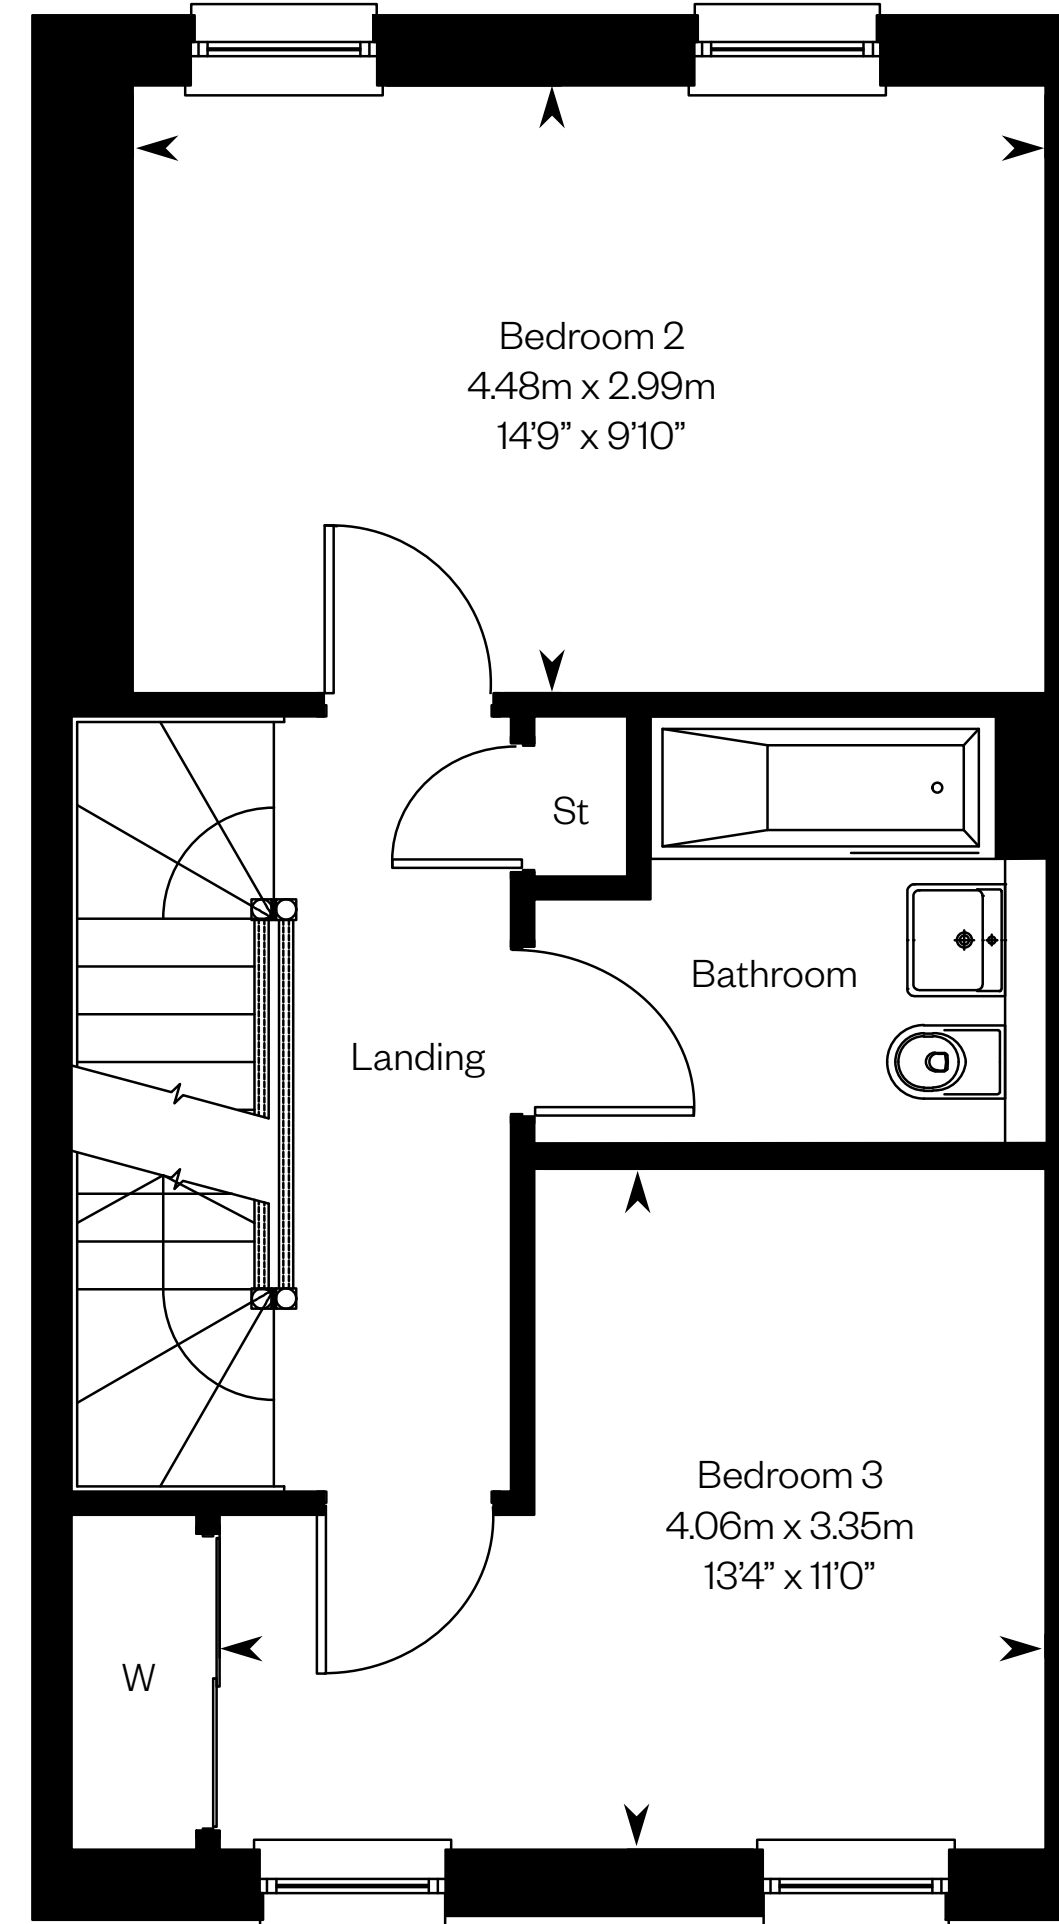 Bedroom 2
4.48m x 2.99m
14’9” x 9’10”
St
Bathroom
Landing
Bedroom 3
4.06m x 3.35m
13’4” x 11’0”
W